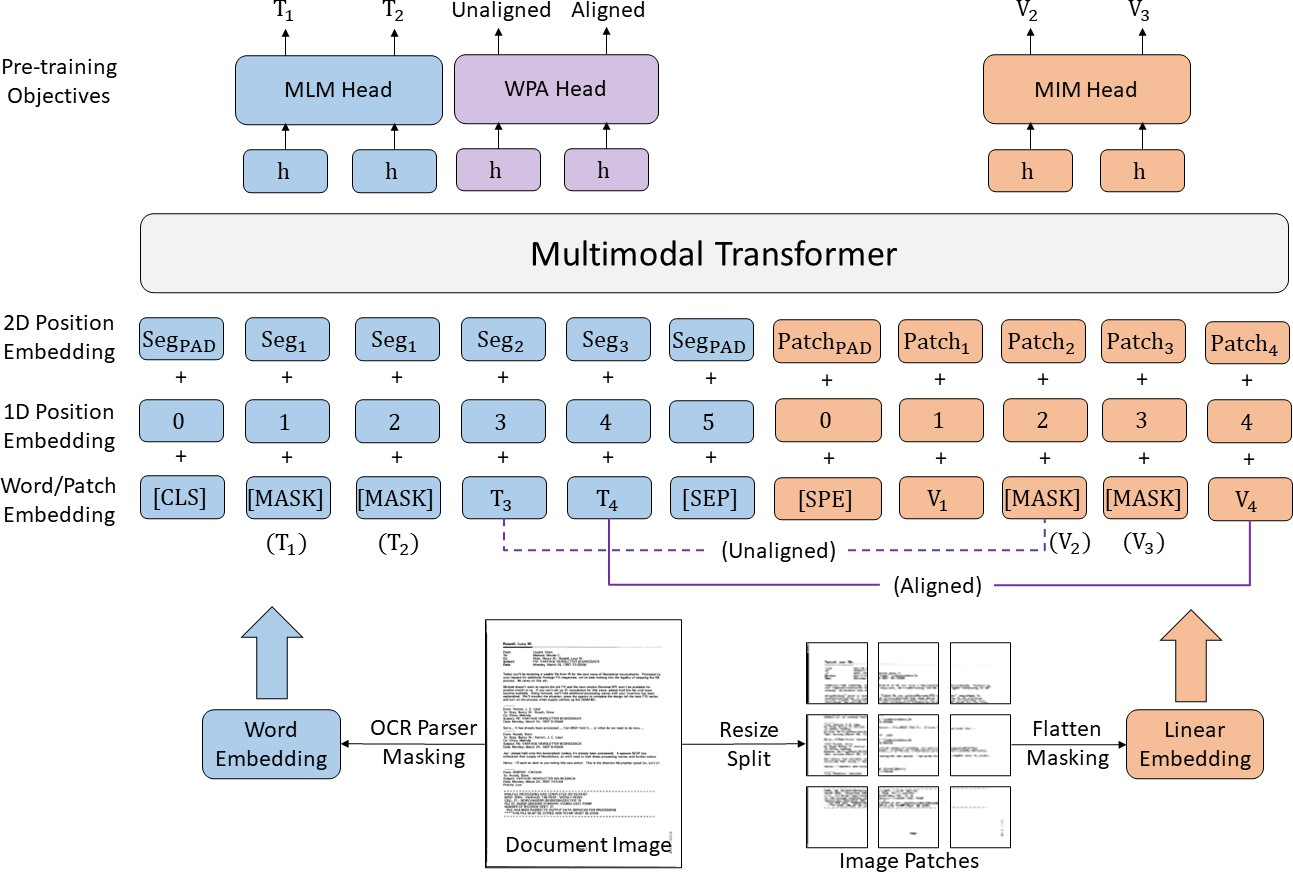 T₁ T₂ Unaligned Aligned V₂ V₃
Pre-training
Objectives
MLM Head WPA Head MIM Head
h h h h h h
Multimodal Transformer
2D Position
Embedding
Seg_PAD Seg₁ Seg₁ Seg₂ Seg₃ Seg_PAD Patch_PAD Patch₁ Patch₂ Patch₃ Patch₄
+ + + + + + + + + + +
1D Position
Embedding
0 1 2 3 4 5 0 1 2 3 4
+ + + + + + + + + + +
Word/Patch
Embedding
[CLS] [MASK] [MASK] T₃ T₄ [SEP] [SPE] V₁ [MASK] [MASK] V₄
(T₁) (T₂) (Unaligned) (V₂) (V₃)
(Aligned)
Word
Embedding
OCR Parser
Masking
Resize
Split
Flatten
Masking
Linear
Embedding
Document Image
Image Patches